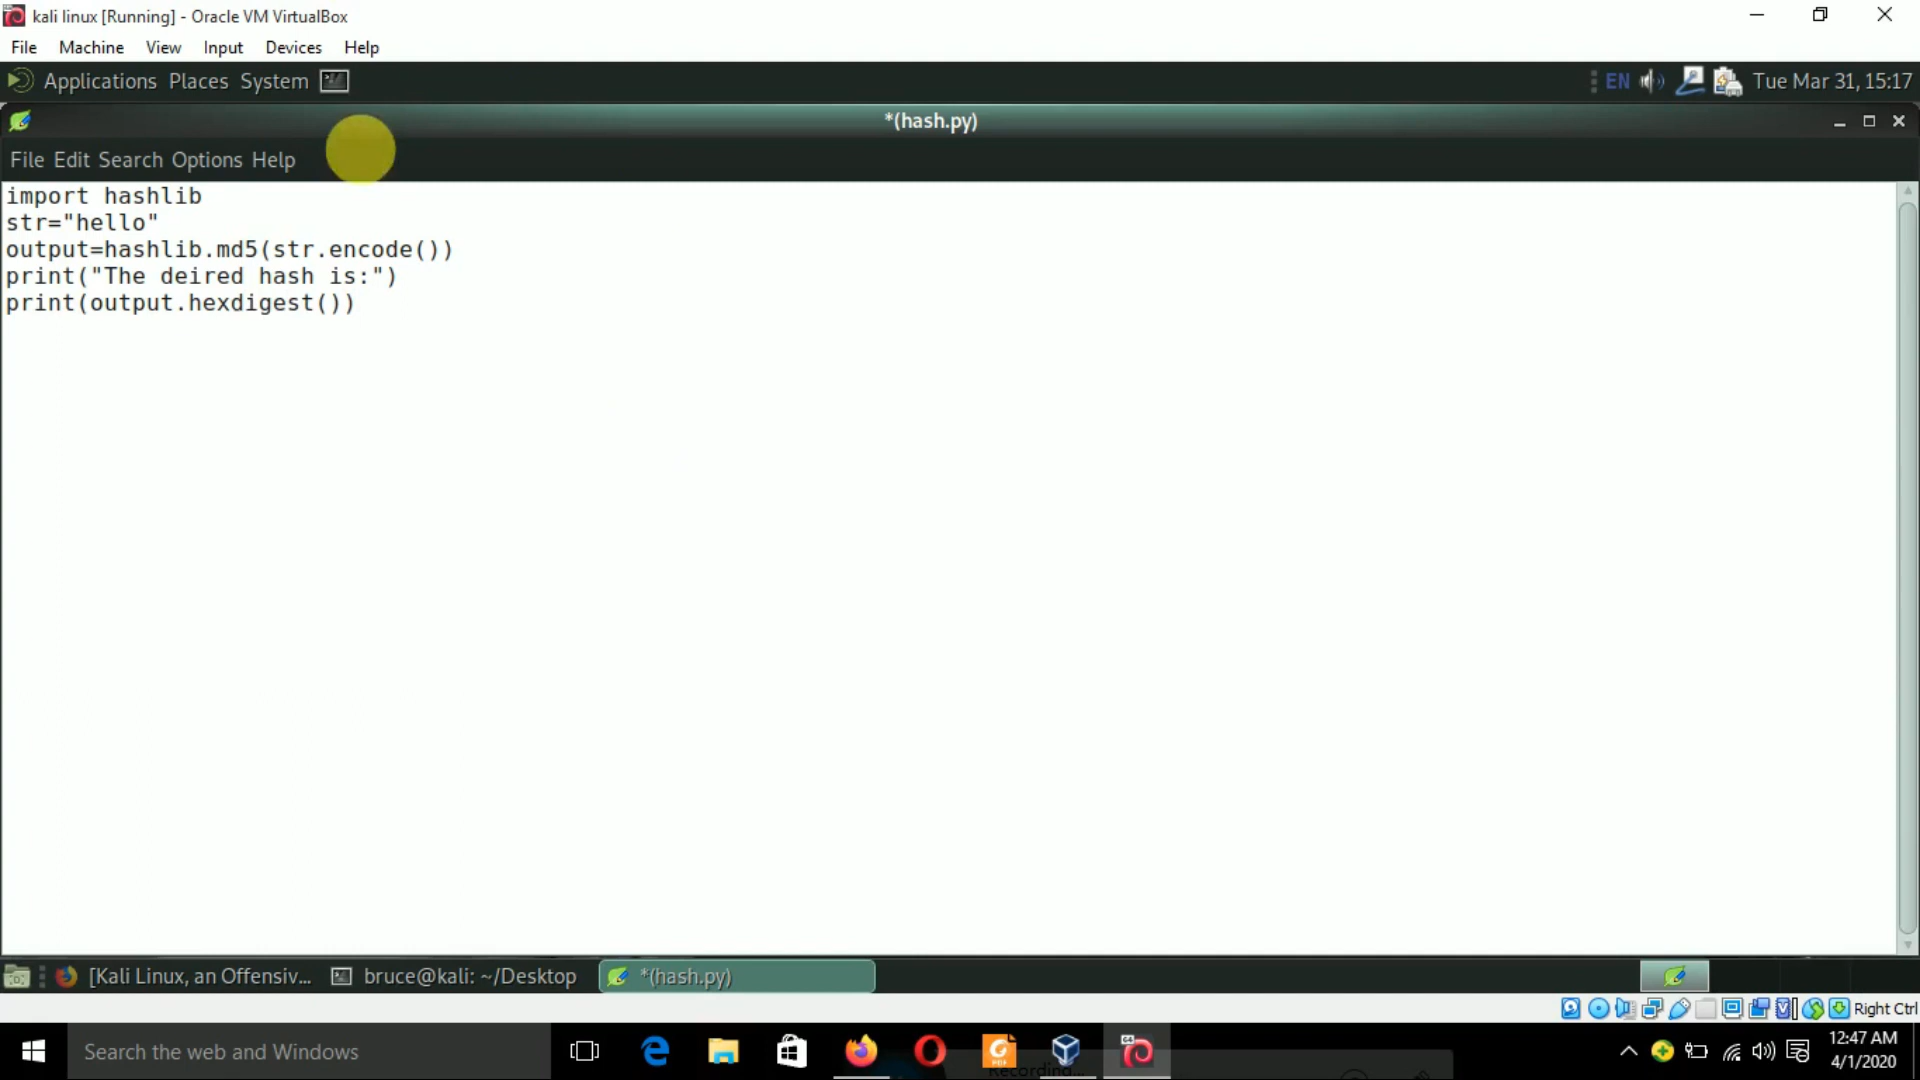 kali linux [Running] - Oracle VM VirtualBox
File Machine View Input Devices Help
Applications Places System
EN Tue Mar 31, 15:17
*(hash.py)
File Edit Search Options Help
import hashlib
str="hello"
output=hashlib.md5(str.encode())
print("The deired hash is:")
print(output.hexdigest())
[Kali Linux, an Offensiv... bruce@kali: ~/Desktop *(hash.py)
Right Ctrl
Search the web and Windows
PDF
64
Recording...
12:47 AM
4/1/2020